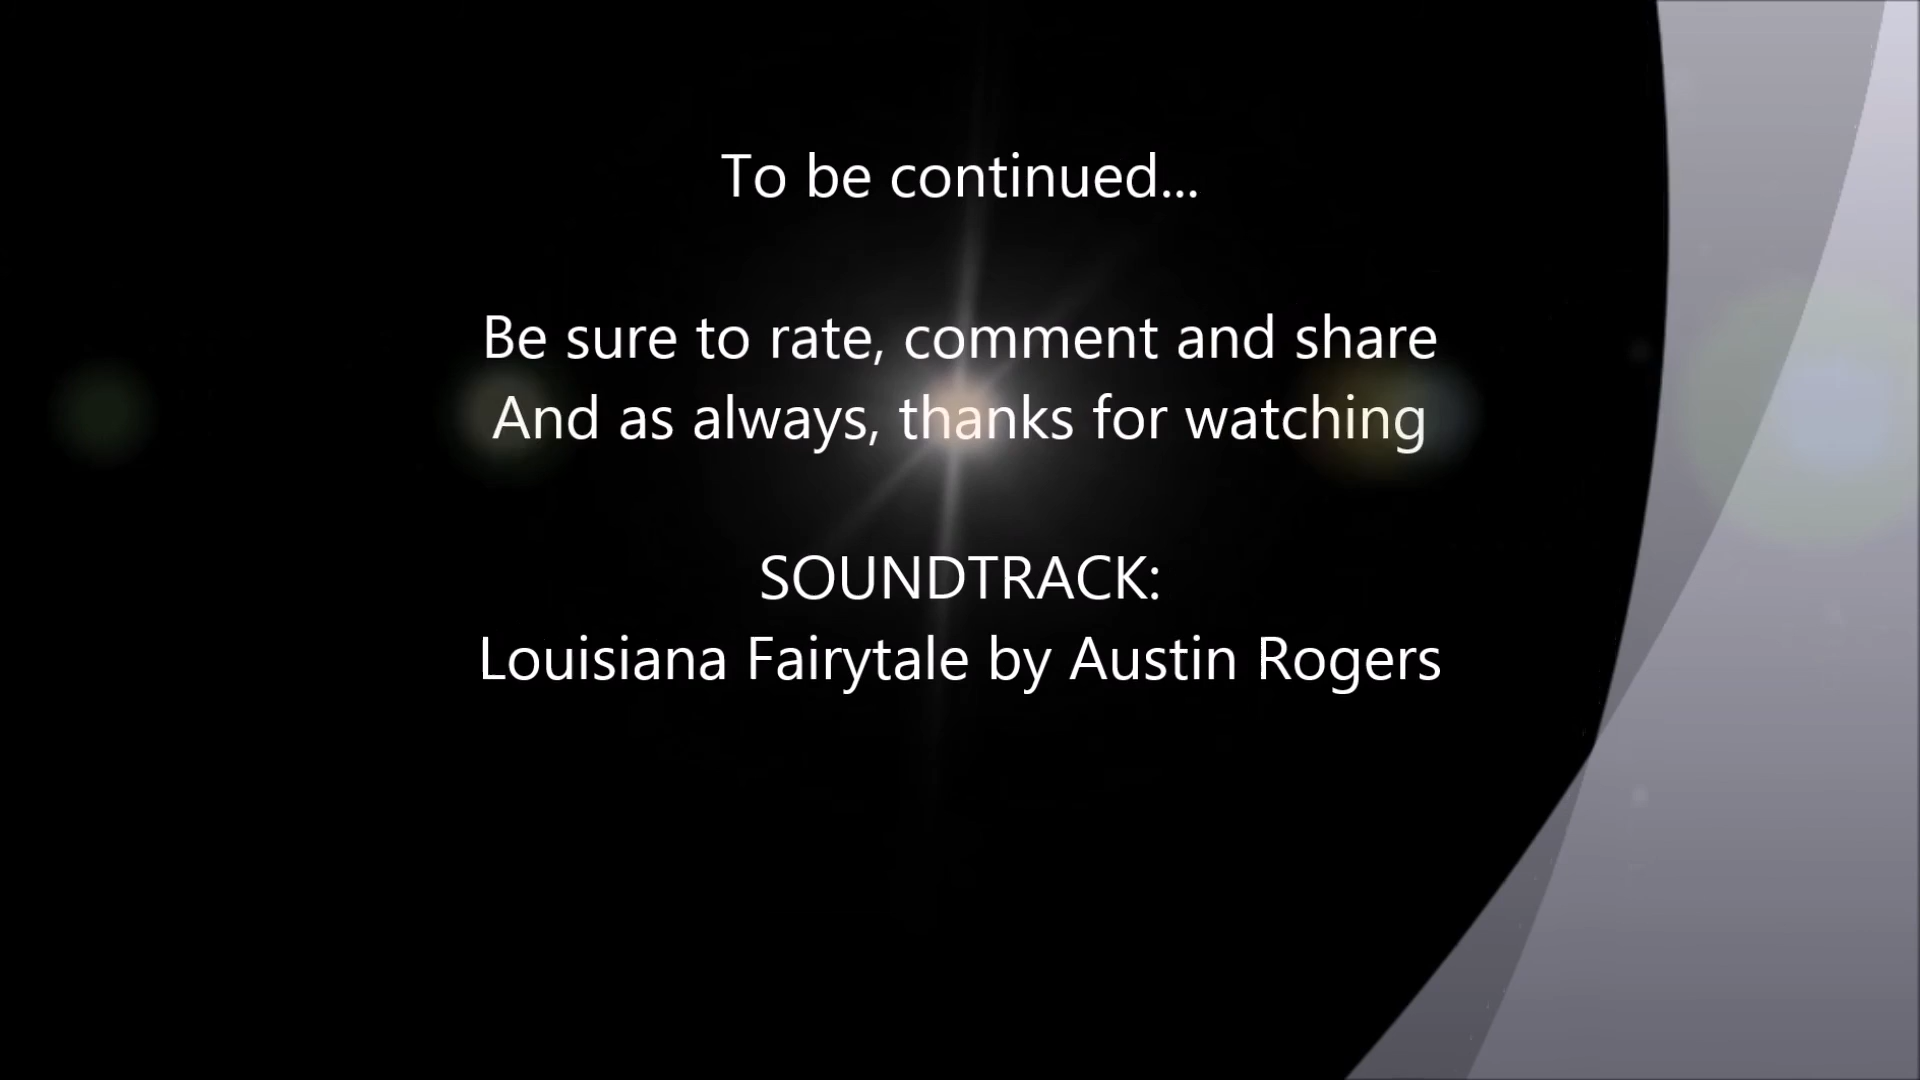 To be continued...
Be sure to rate, comment and share
And as always, thanks for watching
SOUNDTRACK:
Louisiana Fairytale by Austin Rogers